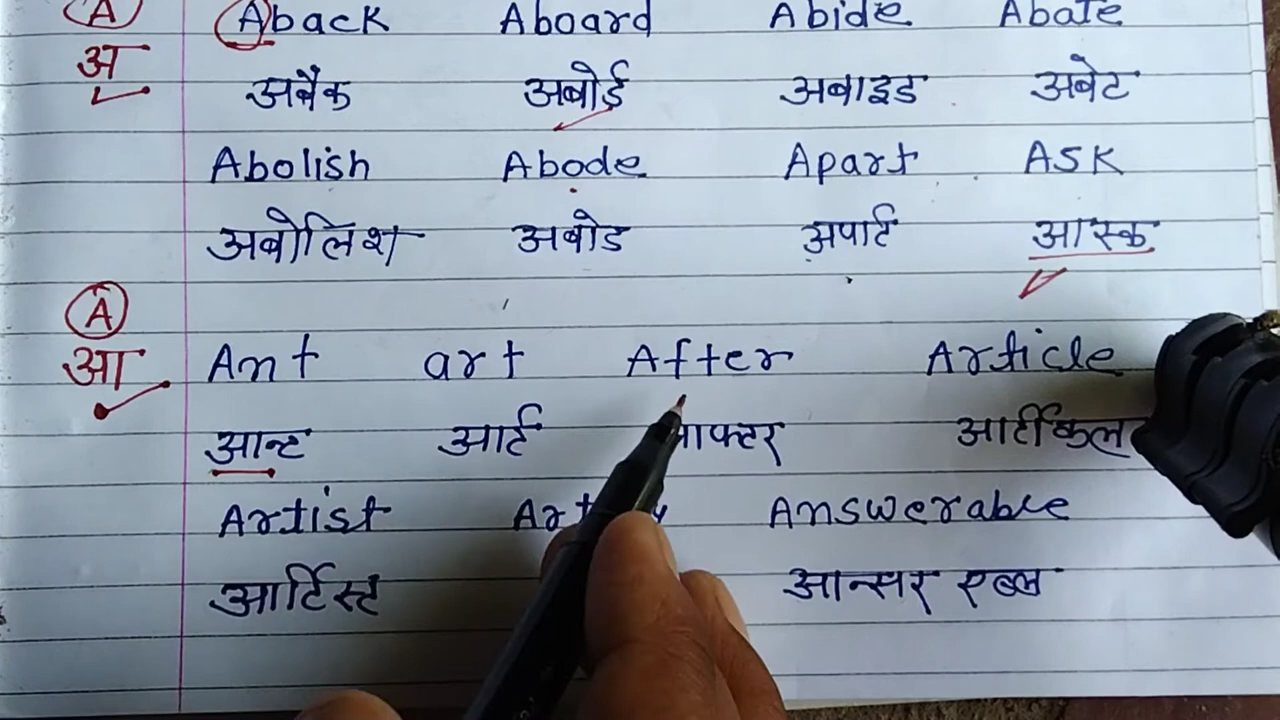 A Aback Aboard Abide Abate
अ अबैक अबोर्ड अबाइड अबेट
Abolish Abode Apart Ask
अबोलिश अबोड अपार्ट आस्क
A
आ Ant art After Article
आन्ट आर्ट आफ्टर आर्टीकल
Artist Answerable
आर्टिस्ट आन्सर एब्ल